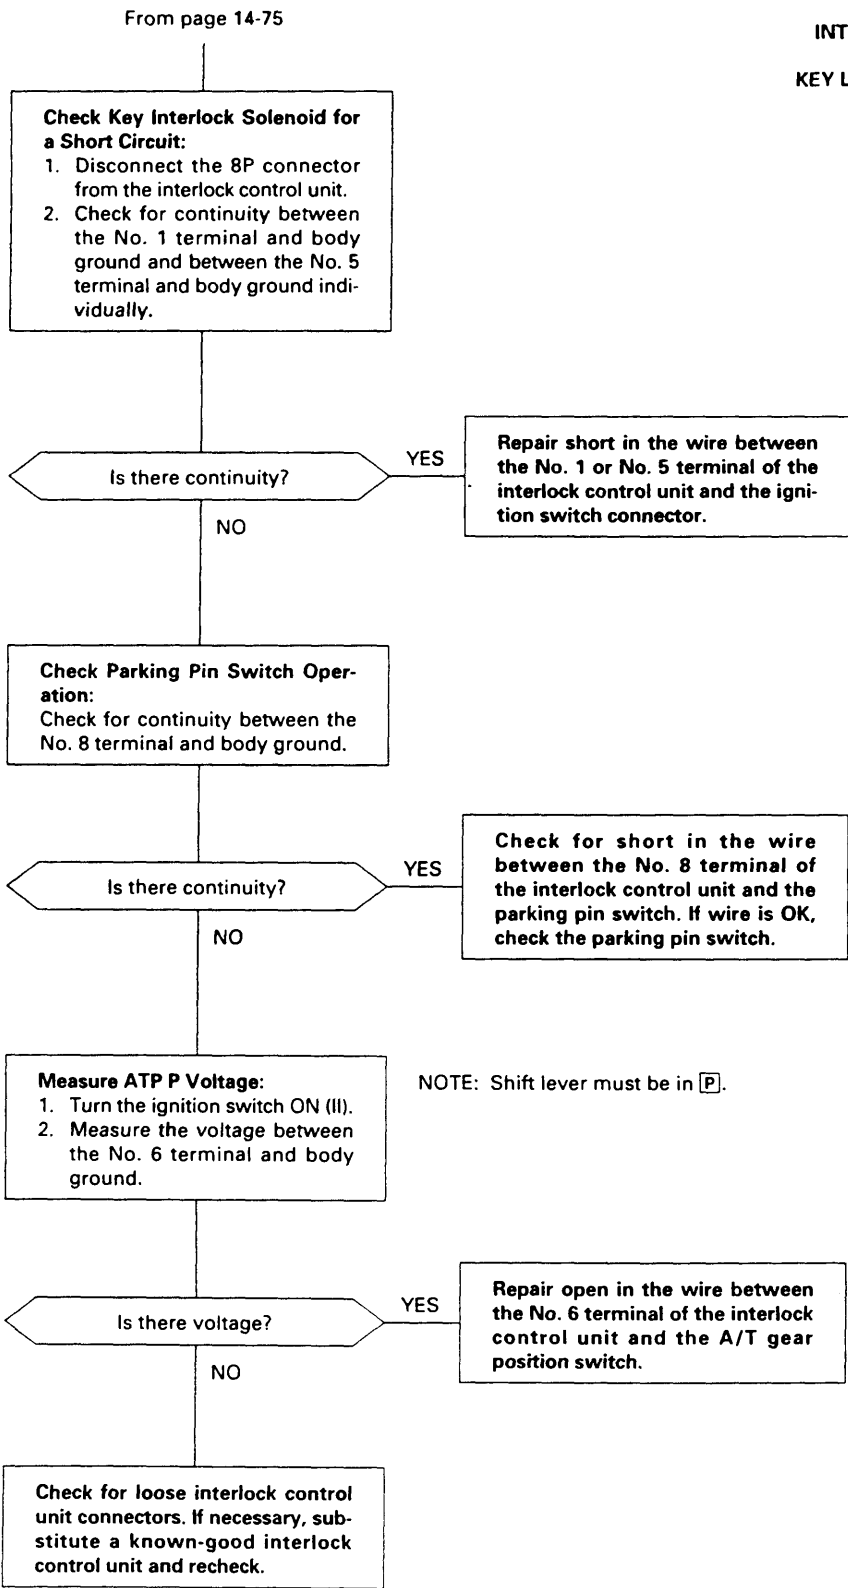 From page 14-75
INT
KEY L
Check Key Interlock Solenoid for
a Short Circuit:
1. Disconnect the 8P connector
from the interlock control unit.
2. Check for continuity between
the No. 1 terminal and body
ground and between the No. 5
terminal and body ground indi-
vidually.
Is there continuity?
YES
Repair short in the wire between
the No. 1 or No. 5 terminal of the
interlock control unit and the igni-
tion switch connector.
NO
Check Parking Pin Switch Oper-
ation:
Check for continuity between the
No. 8 terminal and body ground.
Is there continuity?
YES
Check for short in the wire
between the No. 8 terminal of
the interlock control unit and the
parking pin switch. If wire is OK,
check the parking pin switch.
NO
Measure ATP P Voltage:
1. Turn the ignition switch ON (II).
2. Measure the voltage between
the No. 6 terminal and body
ground.
NOTE: Shift lever must be in P.
Is there voltage?
YES
Repair open in the wire between
the No. 6 terminal of the interlock
control unit and the A/T gear
position switch.
NO
Check for loose interlock control
unit connectors. If necessary, sub-
stitute a known-good interlock
control unit and recheck.